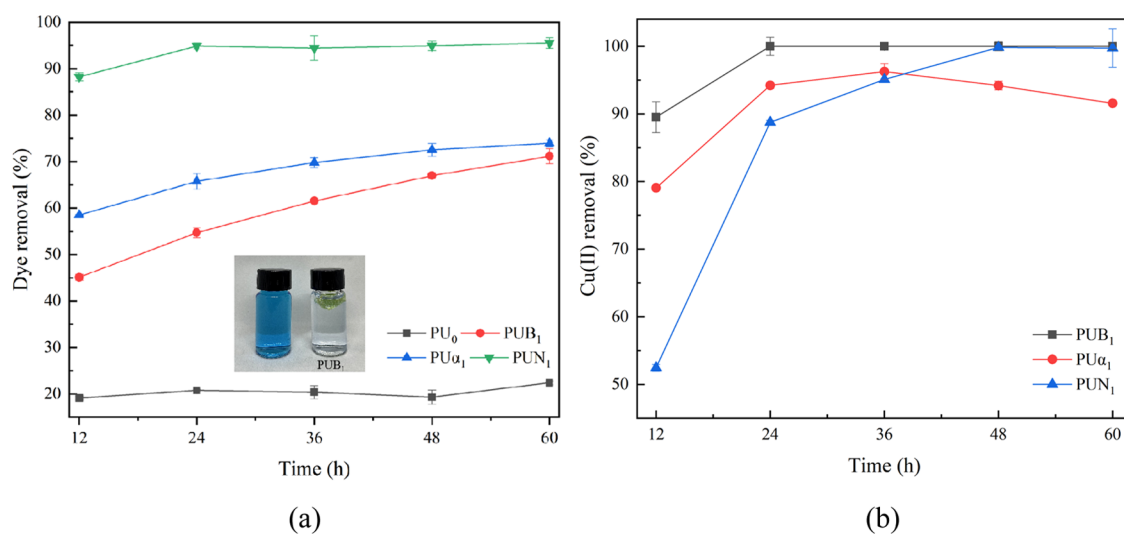 100
90
80
70
60
50
40
30
20
Dye removal (%)
PUB₁
PU₀ PUB₁
PUα₁ PUN₁
12 24 36 48 60
Time (h)
(a)
100
90
80
70
60
50
Cu(II) removal (%)
PUB₁
PUα₁
PUN₁
12 24 36 48 60
Time (h)
(b)